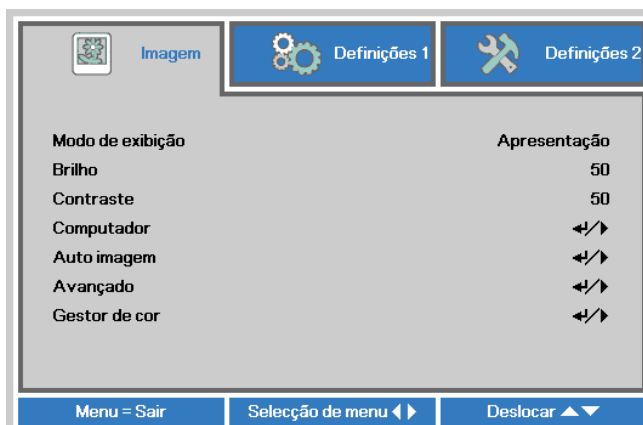 Imagem Definições 1 Definições 2
Modo de exibição Apresentação
Brilho 50
Contraste 50
Computador
Auto imagem
Avançado
Gestor de cor
Menu = Sair Selecção de menu Deslocar